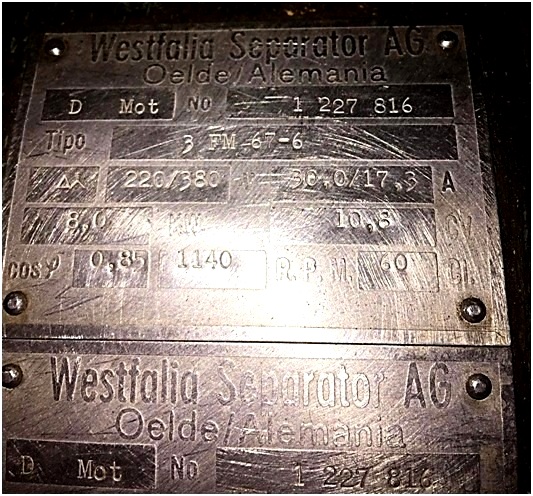 Westfalia Separator AG
Oelde/Alemania
D Mot No 1 227 816
Tipo 3 FM 67-6
Δ⅄ 220/380 V 30.0/17,3 A
8,0 KW 10,8 CV
cosφ 0,85 1140 R.P.M. 60
Westfalia Separator AG
Oelde/Alemania
D Mot No 1 227 816